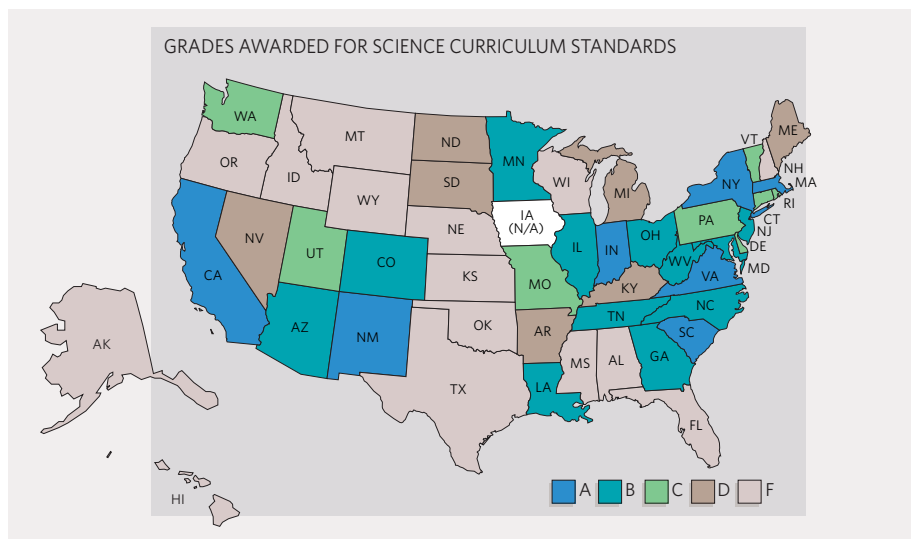 GRADES AWARDED FOR SCIENCE CURRICULUM STANDARDS
WA
MT
ND
MN
VT
ME
OR
ID
SD
WI
MI
NY
NH
MA
WY
IA
(N/A)
RI
NE
PA
CT
NJ
NV
UT
CO
IL
IN
OH
DE
WV
MD
CA
KS
MO
KY
VA
AZ
NM
OK
AR
TN
NC
SC
AK
TX
MS
AL
GA
LA
FL
HI
A B C D F